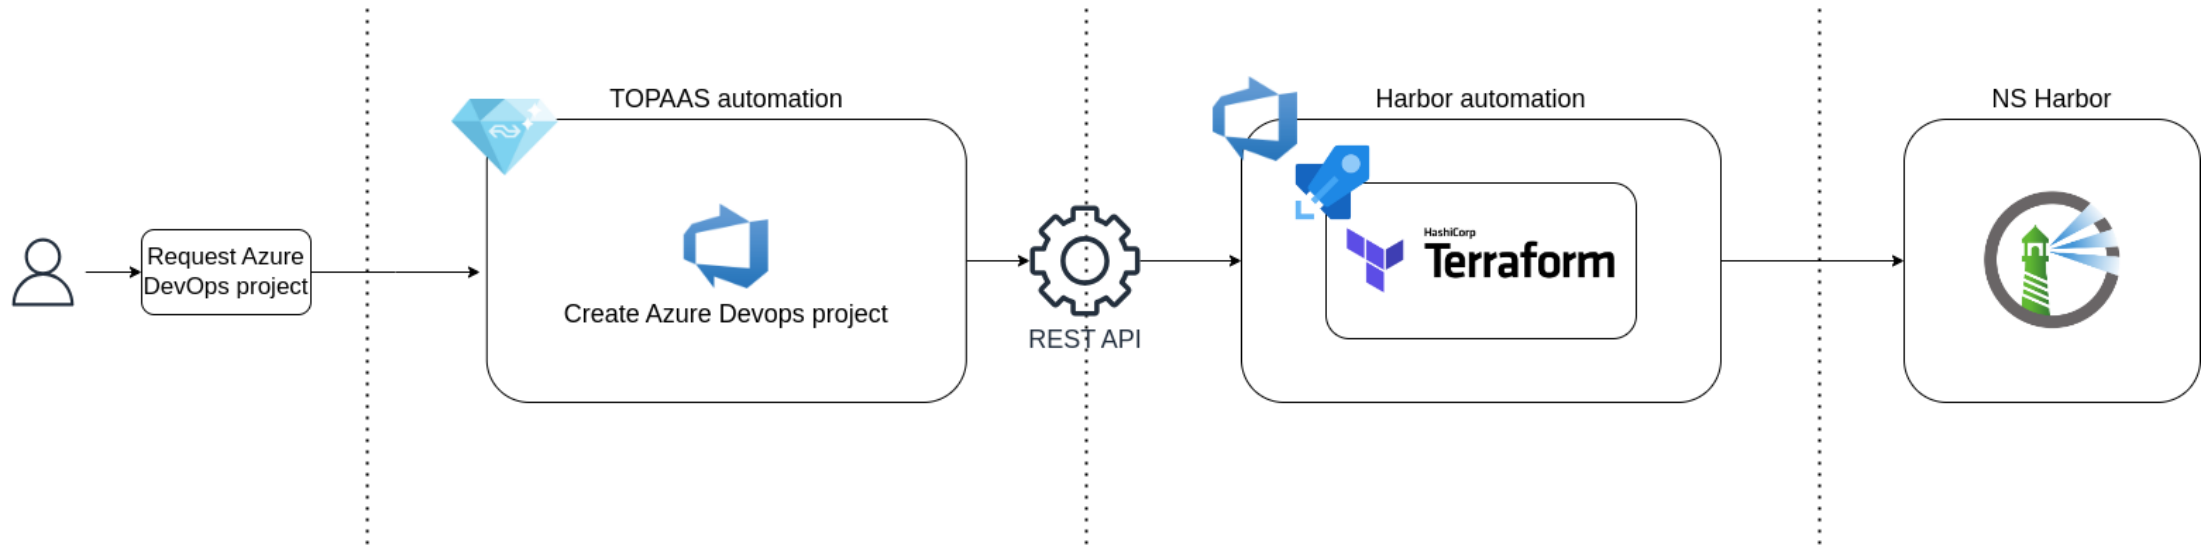 TOPAAS automation
Harbor automation
NS Harbor
Request Azure
DevOps project
Create Azure Devops project
REST API
HashiCorp
Terraform